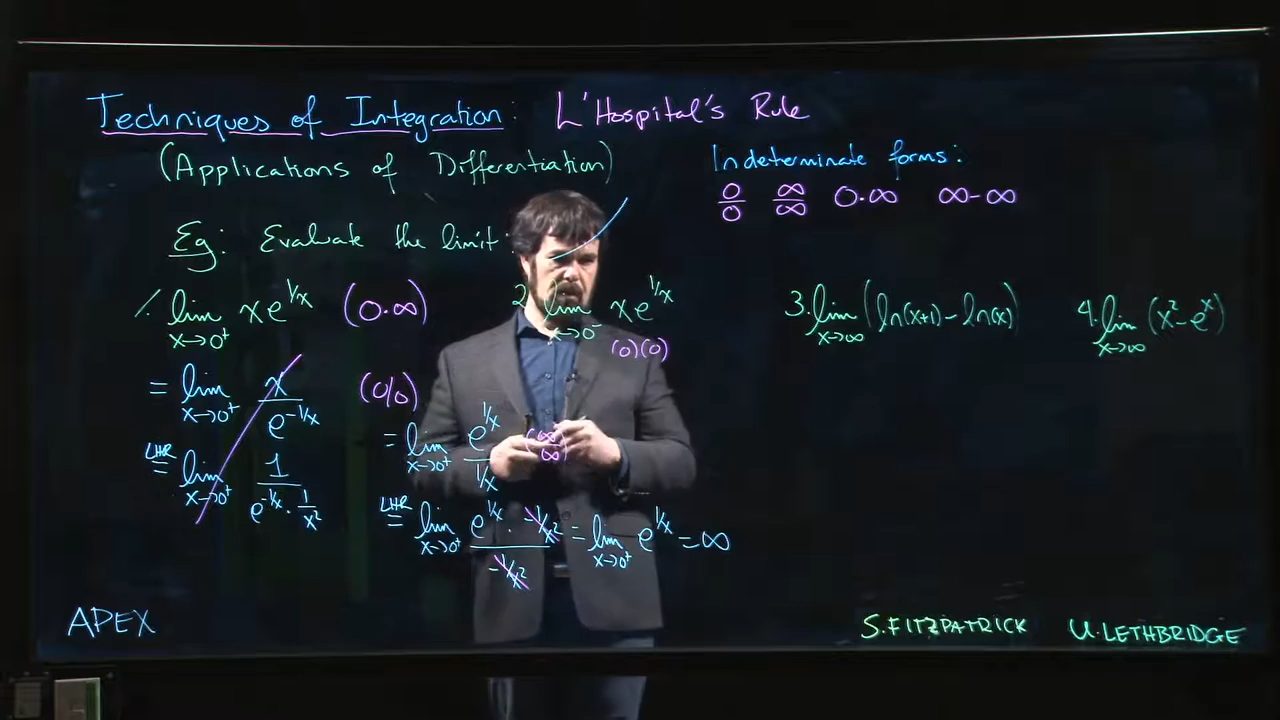 Techniques of Integration: L'Hospital's Rule
(Applications of Differentiation)
Indeterminate forms:
0/0 ∞/∞ 0·∞ ∞-∞
Eg: Evaluate the limit:
1. lim x→0⁺ xe^(1/x) (0·∞)
= lim x→0⁺ x/e^(-1/x) (0/0)
LHR = lim x→0⁺ 1/(e^(-1/x) · 1/x²)
= lim x→0⁺ e^(1/x)/(1/x) (∞/∞)
LHR = lim x→0⁺ (e^(1/x) · -1/x²)/(-1/x²) = lim x→0⁺ e^(1/x) = ∞
2. lim x→0⁻ xe^(1/x)
(0)(0)
3. lim x→∞ (ln(x+1) - ln(x))
4. lim x→∞ (x² - e^x)
APEX
S. FITZPATRICK U. LETHBRIDGE